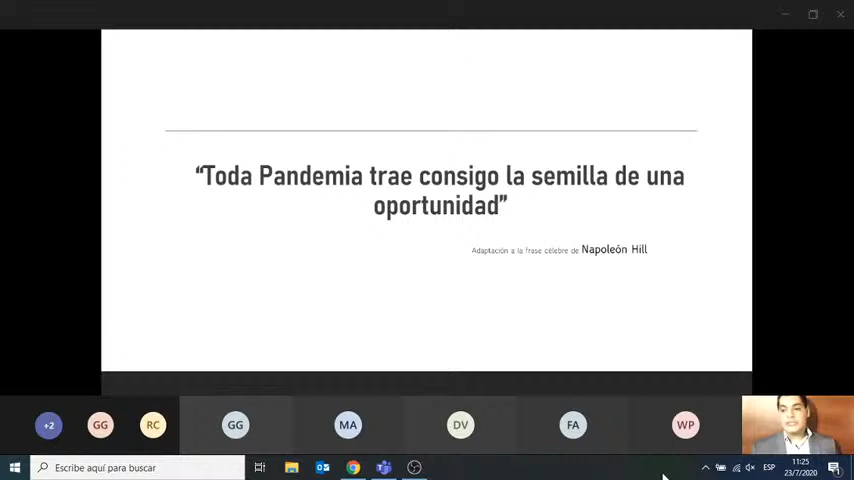 “Toda Pandemia trae consigo la semilla de una
oportunidad”
Adaptación a la frase célebre de Napoleón Hill
+2
GG
RC
GG
MA
DV
FA
WP
Escribe aquí para buscar
ESP
11:25
23/7/2020